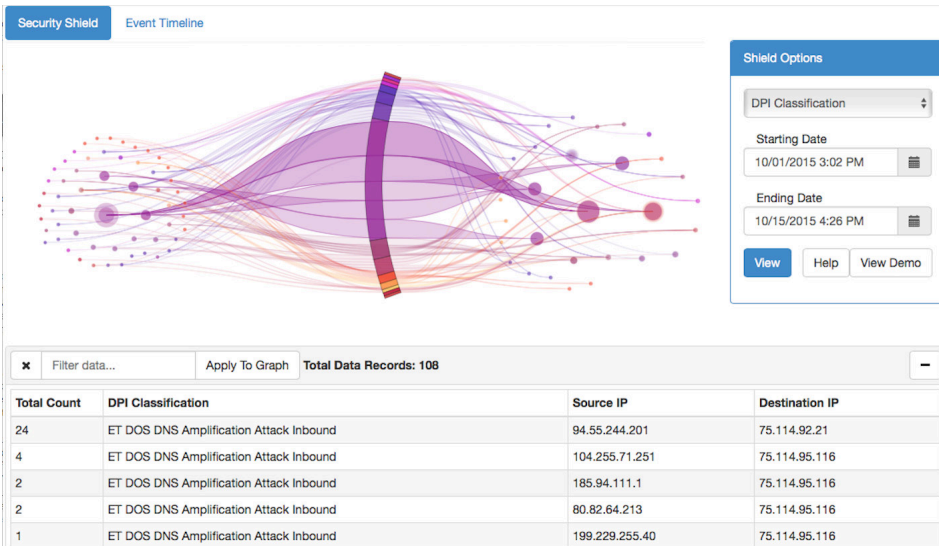 Security Shield Event Timeline
Shield Options
DPI Classification
Starting Date
10/01/2015 3:02 PM
Ending Date
10/15/2015 4:26 PM
View Help View Demo
Filter data... Apply To Graph Total Data Records: 108
Total Count DPI Classification Source IP Destination IP
24 ET DOS DNS Amplification Attack Inbound 94.55.244.201 75.114.92.21
4 ET DOS DNS Amplification Attack Inbound 104.255.71.251 75.114.95.116
2 ET DOS DNS Amplification Attack Inbound 185.94.111.1 75.114.95.116
2 ET DOS DNS Amplification Attack Inbound 80.82.64.213 75.114.95.116
1 ET DOS DNS Amplification Attack Inbound 199.229.255.40 75.114.95.116